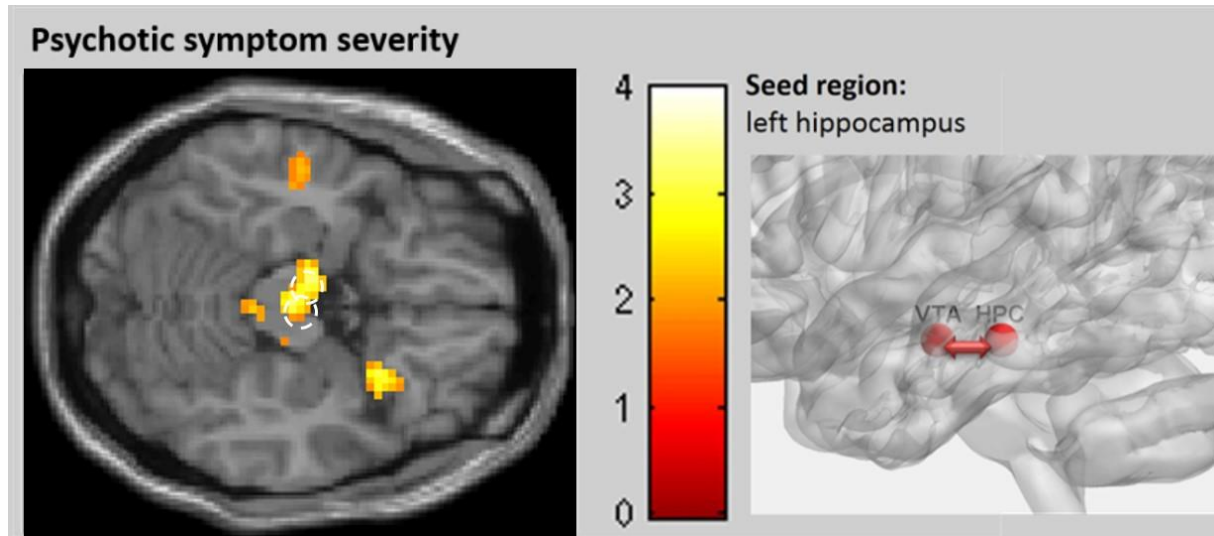 Psychotic symptom severity
4
3
2
1
0
Seed region:
left hippocampus
VTA HPC